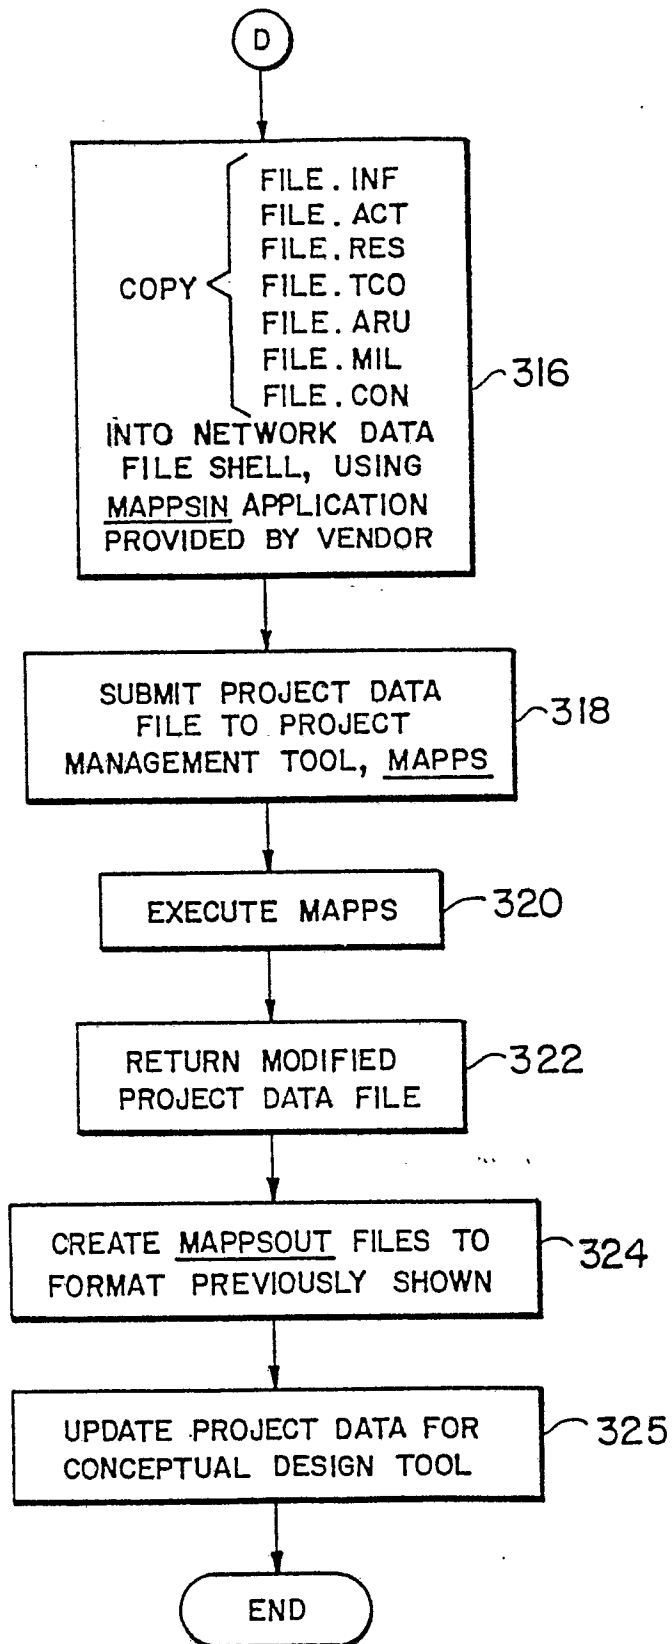 D
FILE.INF
FILE.ACT
FILE.RES
COPY FILE.TCO
FILE.ARU
FILE.MIL
FILE.CON
INTO NETWORK DATA
FILE SHELL, USING
MAPPSIN APPLICATION
PROVIDED BY VENDOR
316
SUBMIT PROJECT DATA
FILE TO PROJECT
MANAGEMENT TOOL, MAPPS
318
EXECUTE MAPPS
320
RETURN MODIFIED
PROJECT DATA FILE
322
CREATE MAPPSOUT FILES TO
FORMAT PREVIOUSLY SHOWN
324
UPDATE PROJECT DATA FOR
CONCEPTUAL DESIGN TOOL
325
END